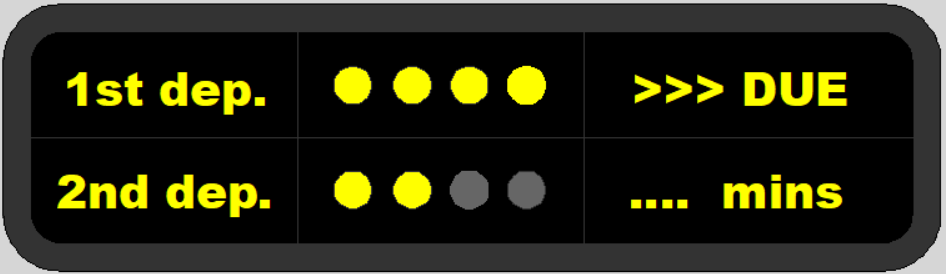 1st dep. >>> DUE
2nd dep. .... mins